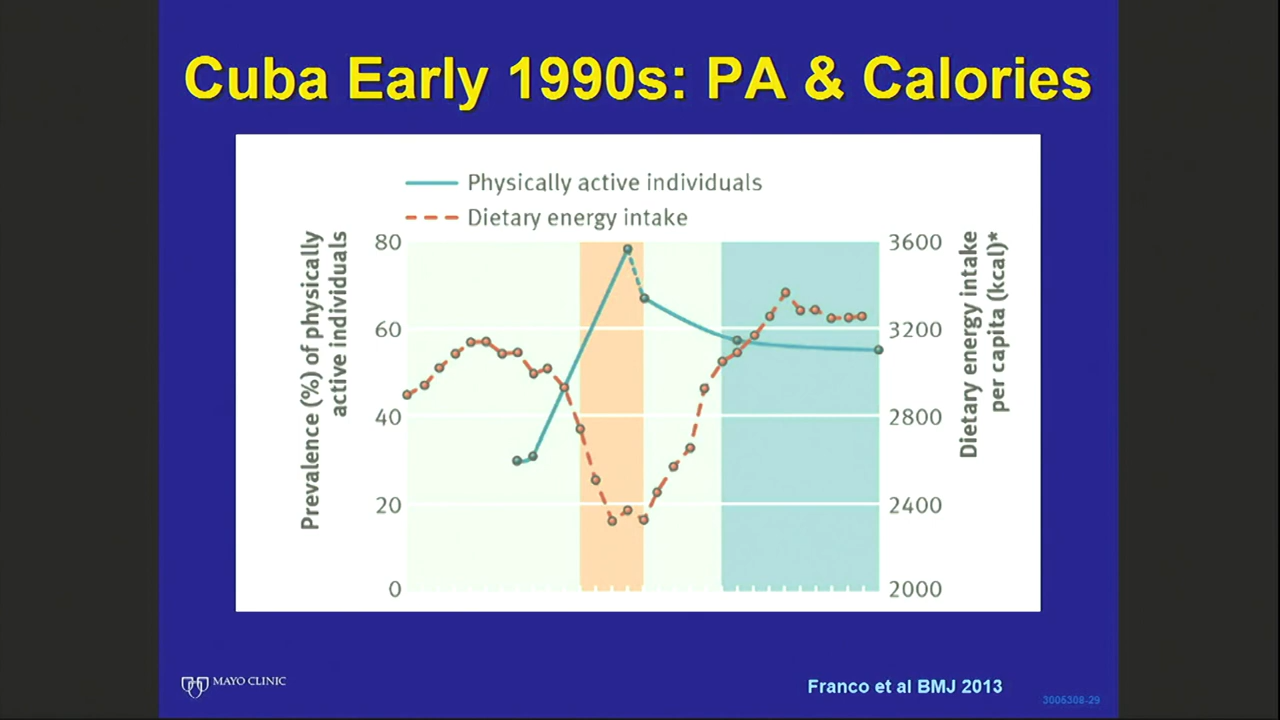 Cuba Early 1990s: PA & Calories
Physically active individuals
Dietary energy intake
Prevalence (%) of physically
active individuals
80
60
40
20
0
3600
3200
2800
2400
2000
Dietary energy intake
per capita (kcal)*
MAYO CLINIC
Franco et al BMJ 2013
3006308-29